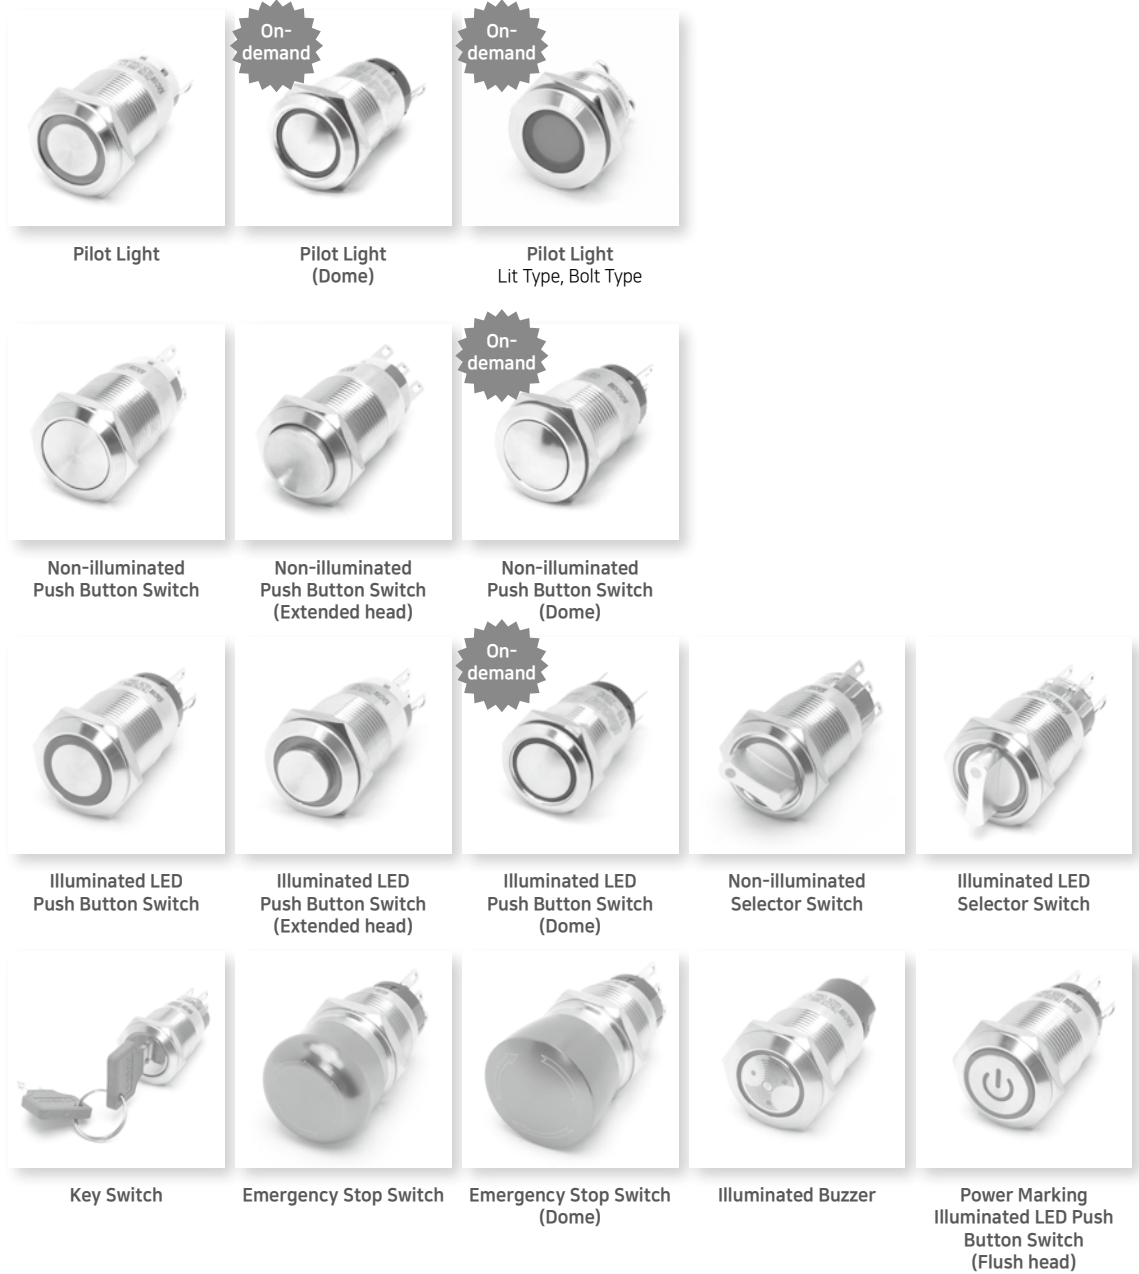 On-
demand
On-
demand
Pilot Light
Pilot Light
(Dome)
Pilot Light
Lit Type, Bolt Type
On-
demand
Non-illuminated
Push Button Switch
Non-illuminated
Push Button Switch
(Extended head)
Non-illuminated
Push Button Switch
(Dome)
On-
demand
Illuminated LED
Push Button Switch
Illuminated LED
Push Button Switch
(Extended head)
Illuminated LED
Push Button Switch
(Dome)
Non-illuminated
Selector Switch
Illuminated LED
Selector Switch
Key Switch
Emergency Stop Switch
Emergency Stop Switch
(Dome)
Illuminated Buzzer
Power Marking
Illuminated LED Push
Button Switch
(Flush head)